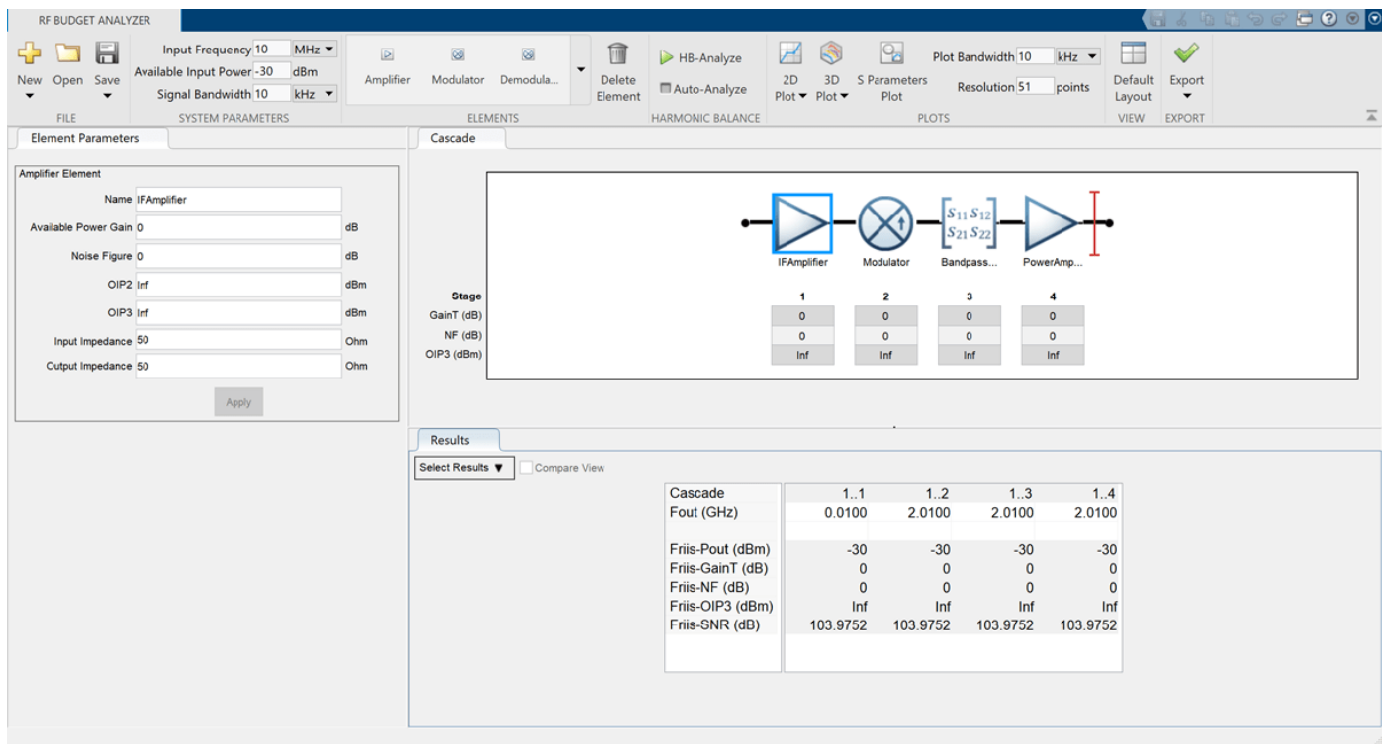 RF BUDGET ANALYZER
New
Open
Save
FILE
Input Frequency 10 MHz
Available Input Power -30 dBm
Signal Bandwidth 10 kHz
SYSTEM PARAMETERS
Amplifier
Modulator
Demodula...
ELEMENTS
Delete
Element
HB-Analyze
Auto-Analyze
HARMONIC BALANCE
2D
Plot
3D
Plot
S Parameters
Plot
Plot Bandwidth 10 kHz
Resolution 51 points
PLOTS
Default
Layout
VIEW
Export
EXPORT
Element Parameters
Amplifier Element
Name IFAmplifier
Available Power Gain 0 dB
Noise Figure 0 dB
OIP2 Inf dBm
OIP3 Inf dBm
Input Impedance 50 Ohm
Cutput Impedance 50 Ohm
Apply
Cascade
S11 S12
S21 S22
IFAmplifier Modulator Bandpass... PowerAmp...
Stage 1 2 3 4
GainT (dB) 0 0 0 0
NF (dB) 0 0 0 0
OIP3 (dBm) Inf Inf Inf Inf
Results
Select Results ▼ Compare View
Cascade 1..1 1..2 1..3 1..4
Fout (GHz) 0.0100 2.0100 2.0100 2.0100
Friis-Pout (dBm) -30 -30 -30 -30
Friis-GainT (dB) 0 0 0 0
Friis-NF (dB) 0 0 0 0
Friis-OIP3 (dBm) Inf Inf Inf Inf
Friis-SNR (dB) 103.9752 103.9752 103.9752 103.9752